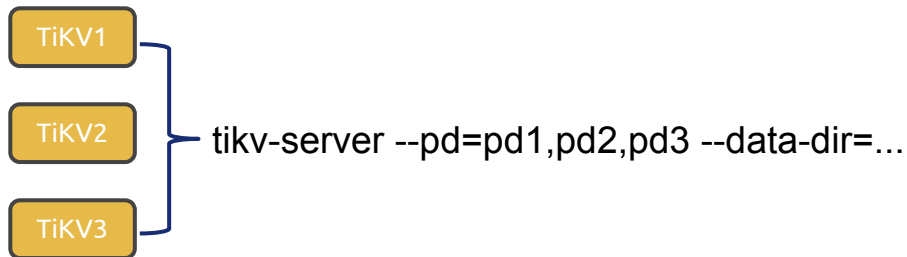 TiKV1
TiKV2
tikv-server --pd=pd1,pd2,pd3 --data-dir=...
TiKV3